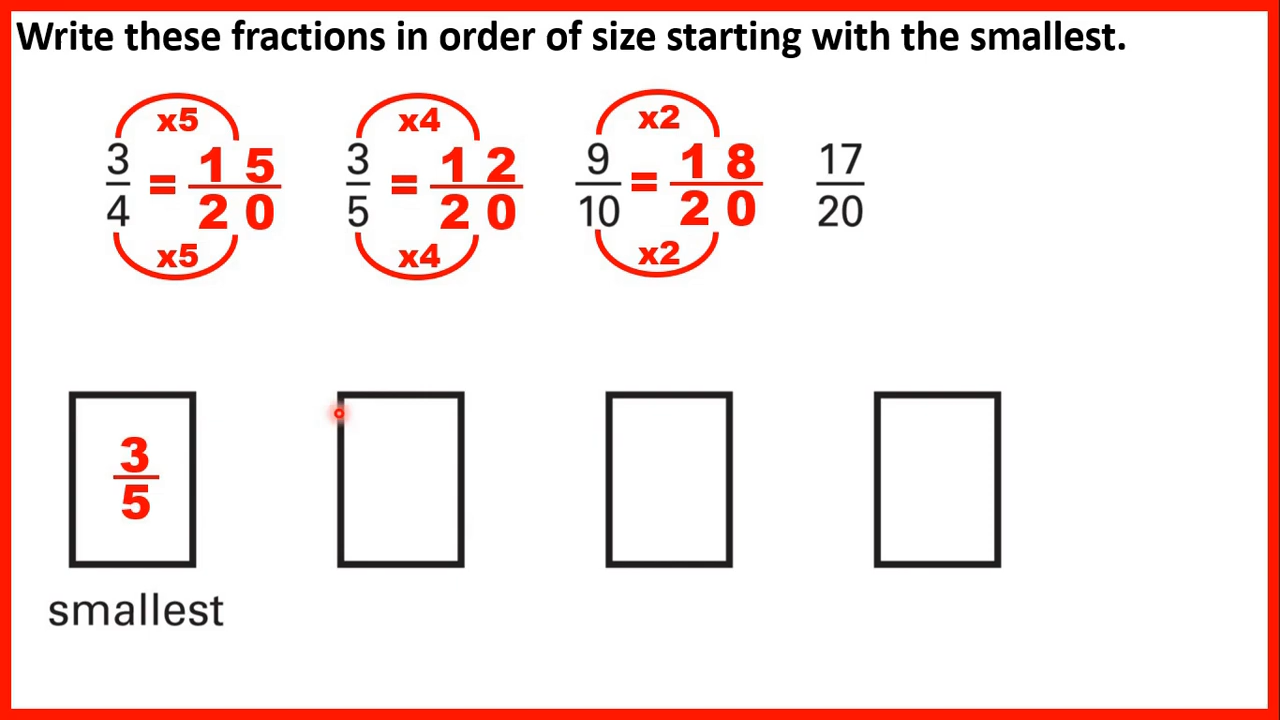 Write these fractions in order of size starting with the smallest.
x5 x4 x2
3/4 = 15/20 3/5 = 12/20 9/10 = 18/20 17/20
x5 x4 x2
3/5
smallest